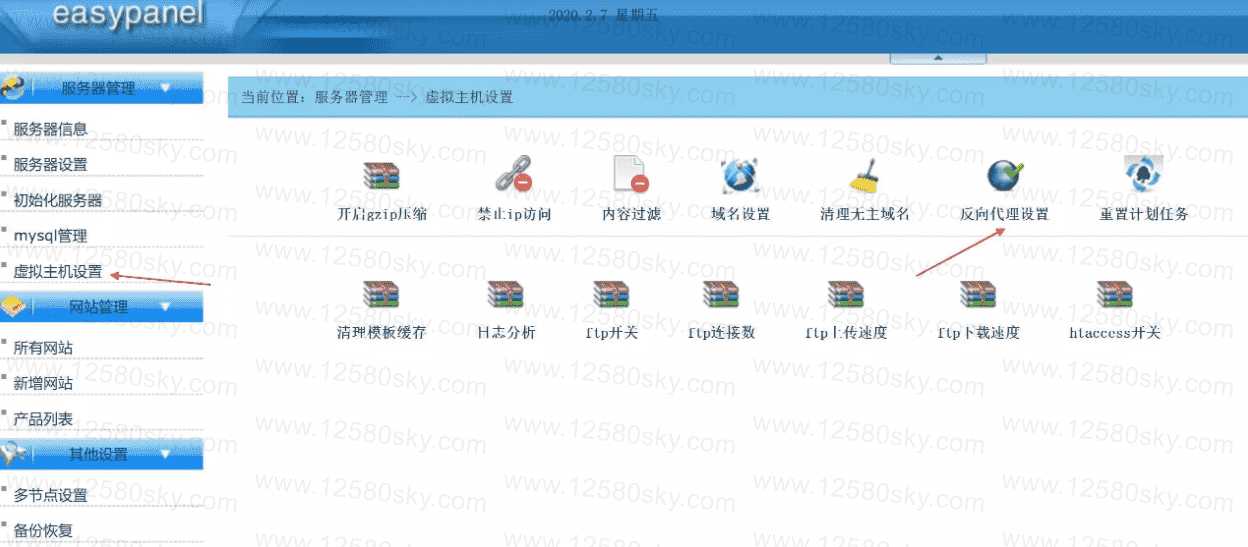 easypanel
2020.2.7 星期五
服务器管理
服务器信息
服务器设置
初始化服务器
mysql管理
虚拟主机设置
网站管理
所有网站
新增网站
产品列表
其他设置
多节点设置
备份恢复
当前位置：服务器管理 --> 虚拟主机设置
开启gzip压缩 禁止ip访问 内容过滤 域名设置 清理无主域名 反向代理设置 重置计划任务
清理模板缓存 日志分析 ftp开关 ftp连接数 ftp上传速度 ftp下载速度 htaccess开关
www.12580sky.com